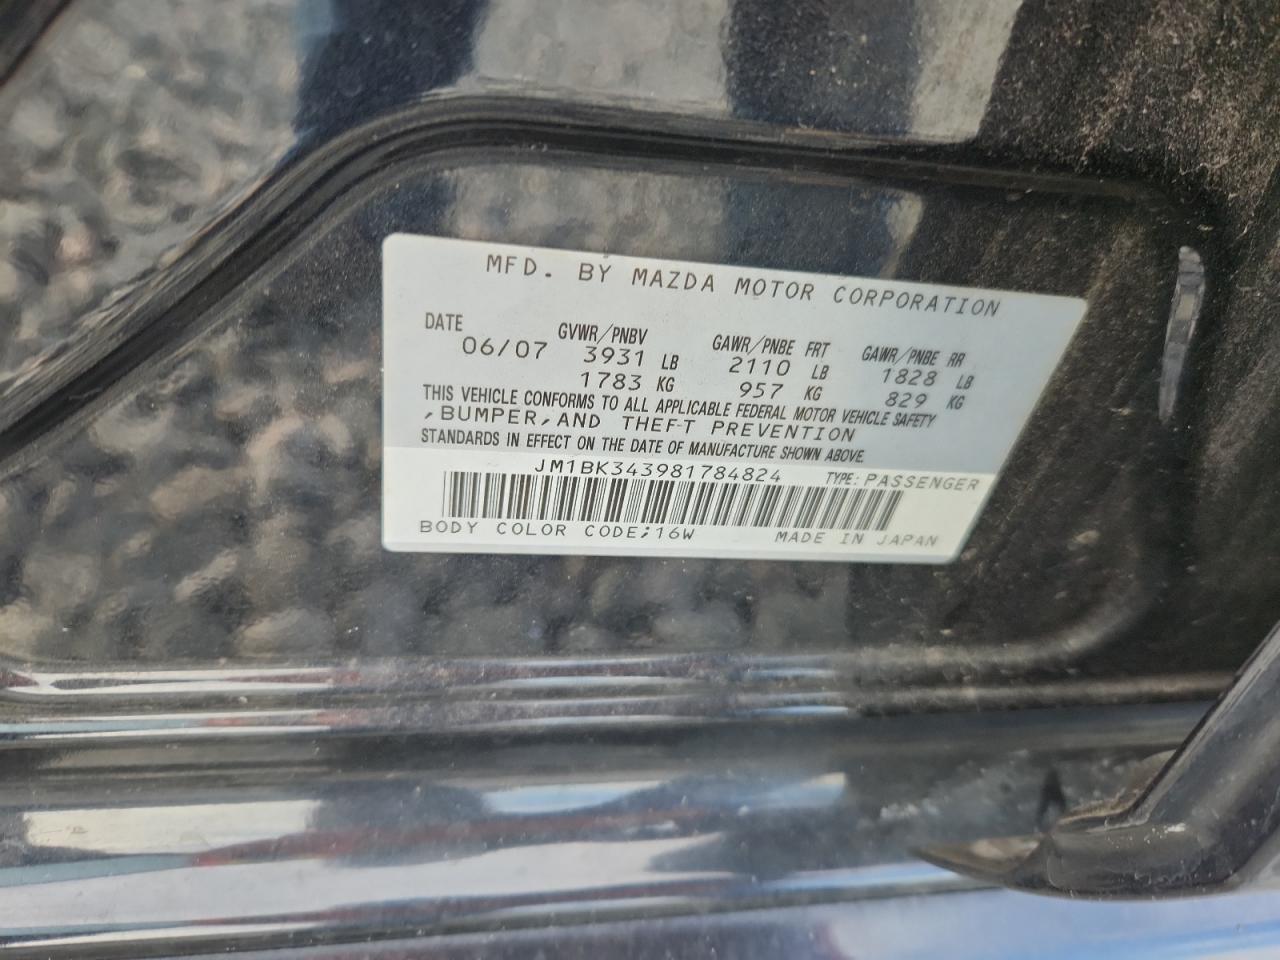 MFD. BY MAZDA MOTOR CORPORATION
DATE GVWR/PNBV GAWR/PNBE FRT GAWR/PNBE RR
06/07 3931 LB 2110 LB 1828 LB
1783 KG 957 KG 829 KG
THIS VEHICLE CONFORMS TO ALL APPLICABLE FEDERAL MOTOR VEHICLE SAFETY
,BUMPER,AND THEFT PREVENTION
STANDARDS IN EFFECT ON THE DATE OF MANUFACTURE SHOWN ABOVE.
JM1BK343981784824 TYPE: PASSENGER
BODY COLOR CODE;16W MADE IN JAPAN